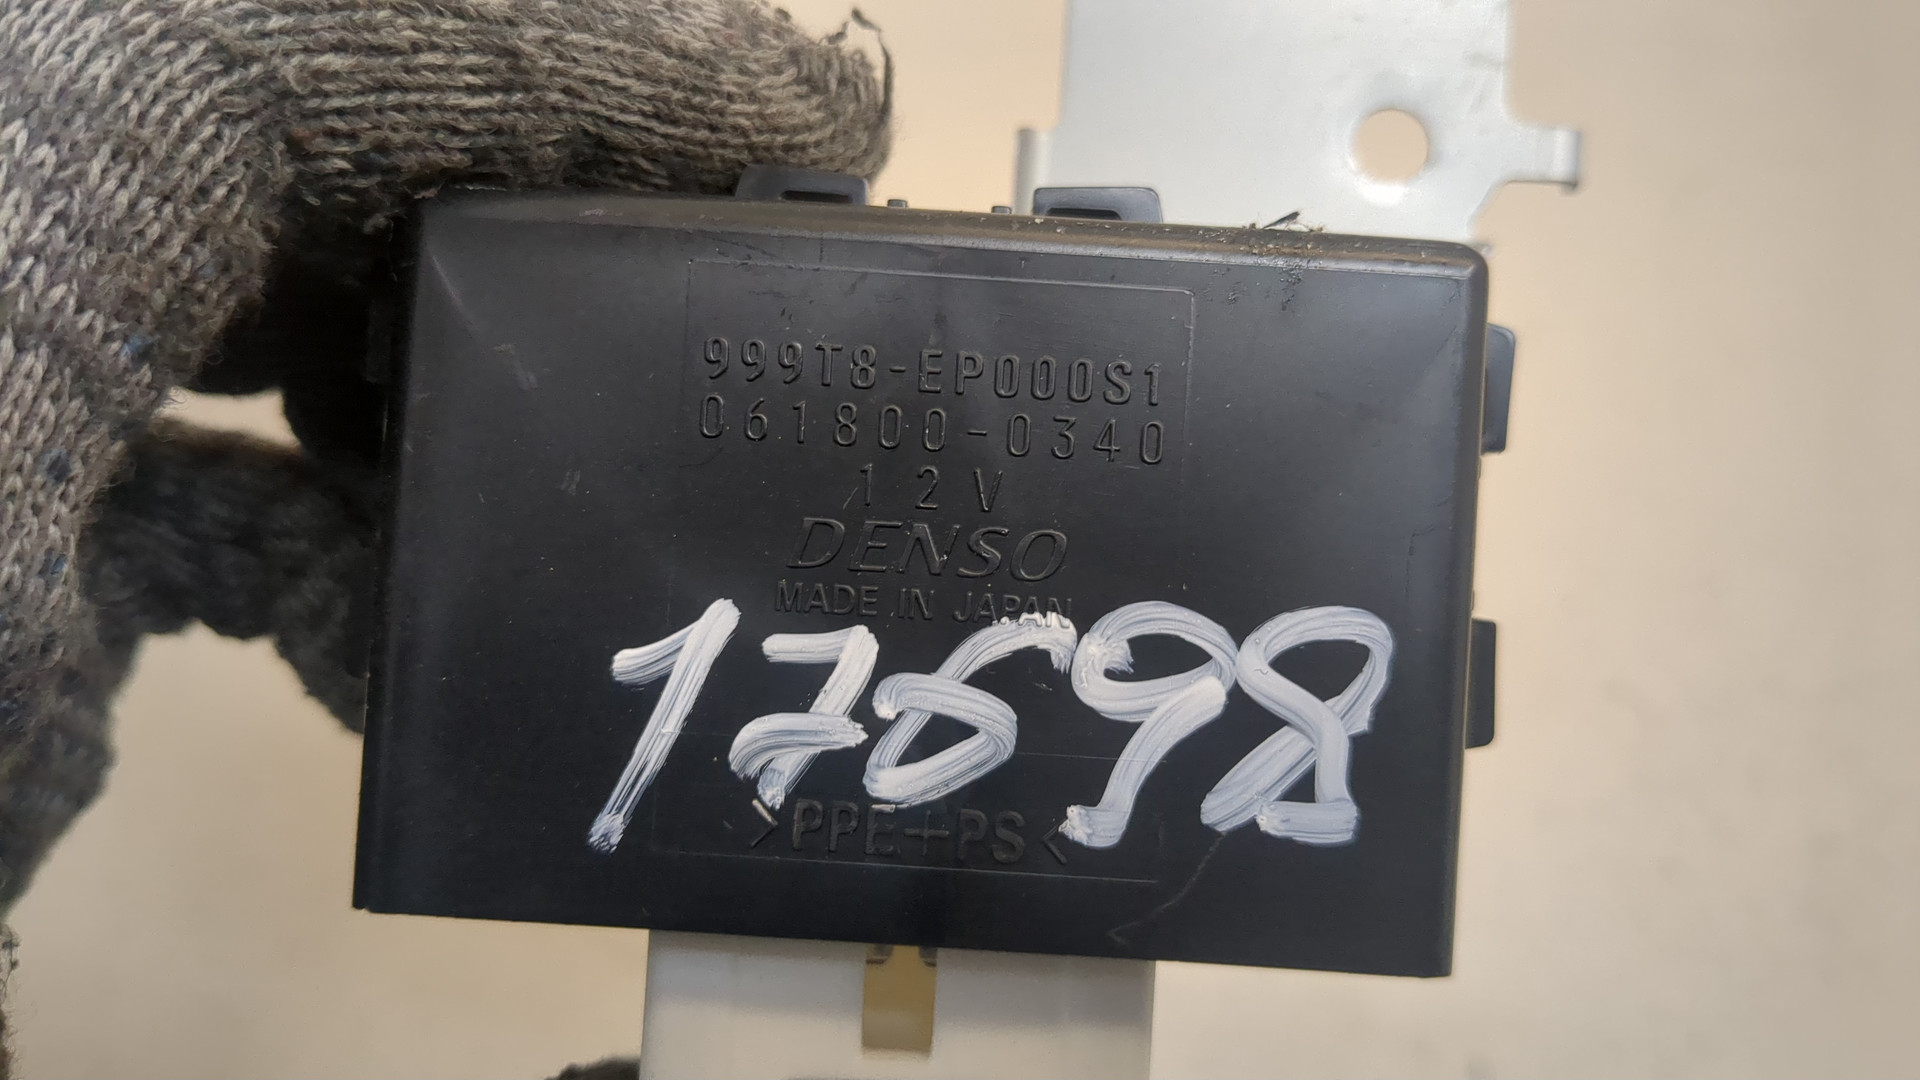 999T8-EP000S1
061800-0340
12V
DENSO
MADE IN JAPAN
17698
>PPE+PS<